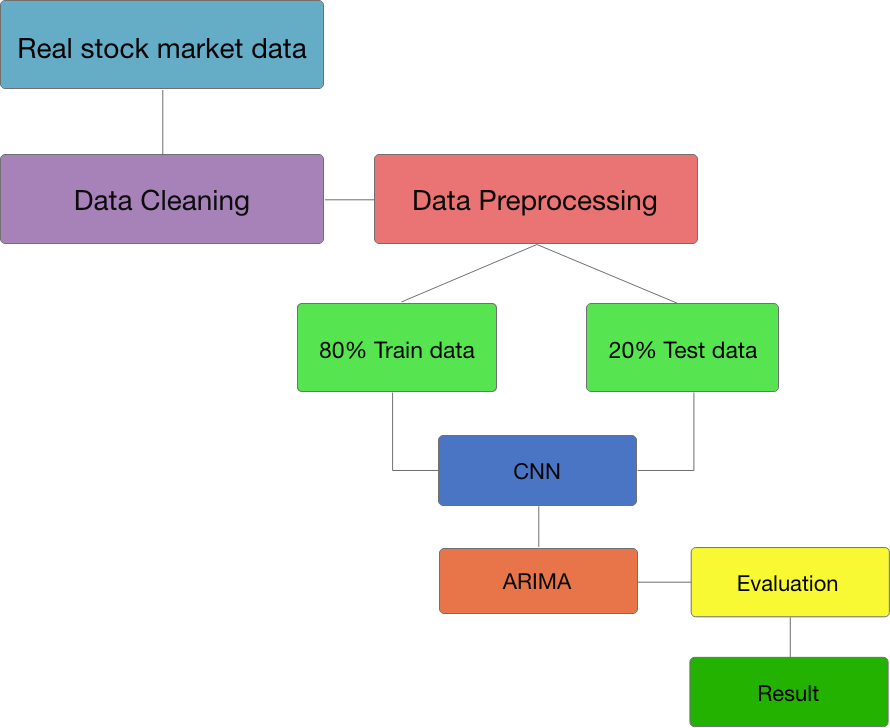 Real stock market data
Data Cleaning
Data Preprocessing
80% Train data
20% Test data
CNN
ARIMA
Evaluation
Result